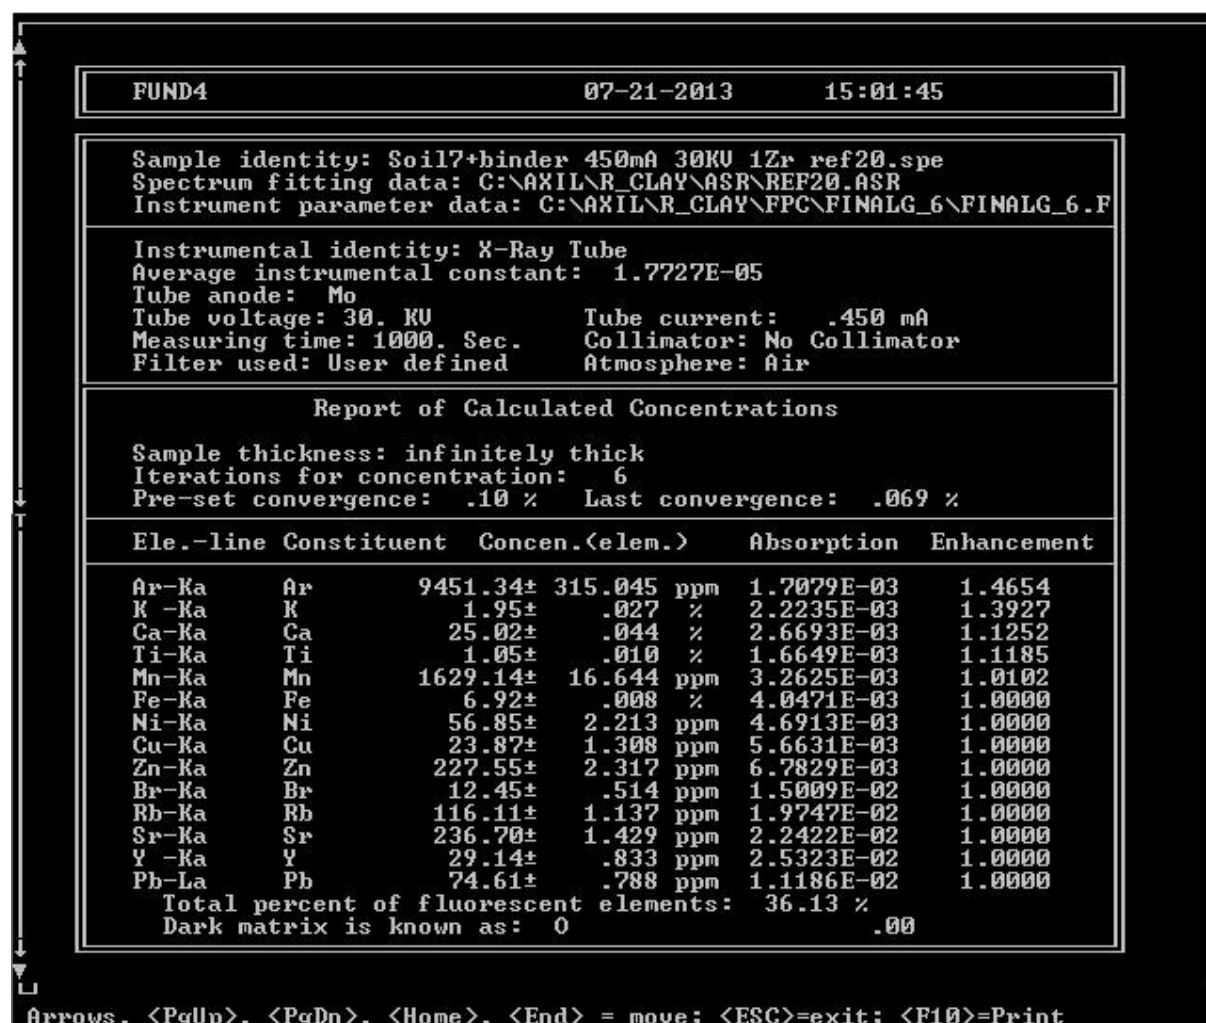 FUND4 07-21-2013 15:01:45
Sample identity: Soil7+binder 450mA 30KV 1Zr ref20.spe
Spectrum fitting data: C:\AXIL\R_CLAY\ASR\REF20.ASR
Instrument parameter data: C:\AXIL\R_CLAY\FPC\FINALG_6\FINALG_6.F
Instrumental identity: X-Ray Tube
Average instrumental constant: 1.7727E-05
Tube anode: Mo
Tube voltage: 30. KV Tube current: .450 mA
Measuring time: 1000. Sec. Collimator: No Collimator
Filter used: User defined Atmosphere: Air
Report of Calculated Concentrations
Sample thickness: infinitely thick
Iterations for concentration: 6
Pre-set convergence: .10 % Last convergence: .069 %
Ele.-line Constituent Concen.(elem.) Absorption Enhancement
Ar-Ka Ar 9451.34± 315.045 ppm 1.7079E-03 1.4654
K -Ka K 1.95± .027 % 2.2235E-03 1.3927
Ca-Ka Ca 25.02± .044 % 2.6693E-03 1.1252
Ti-Ka Ti 1.05± .010 % 1.6649E-03 1.1185
Mn-Ka Mn 1629.14± 16.644 ppm 3.2625E-03 1.0102
Fe-Ka Fe 6.92± .008 % 4.0471E-03 1.0000
Ni-Ka Ni 56.85± 2.213 ppm 4.6913E-03 1.0000
Cu-Ka Cu 23.87± 1.308 ppm 5.6631E-03 1.0000
Zn-Ka Zn 227.55± 2.317 ppm 6.7829E-03 1.0000
Br-Ka Br 12.45± .514 ppm 1.5009E-02 1.0000
Rb-Ka Rb 116.11± 1.137 ppm 1.9747E-02 1.0000
Sr-Ka Sr 236.70± 1.429 ppm 2.2422E-02 1.0000
Y -Ka Y 29.14± .833 ppm 2.5323E-02 1.0000
Pb-La Pb 74.61± .788 ppm 1.1186E-02 1.0000
Total percent of fluorescent elements: 36.13 %
Dark matrix is known as: O .00
Arrows, <PgUp>, <PgDn>, <Home>, <End> = move; <ESC>=exit; <F10>=Print